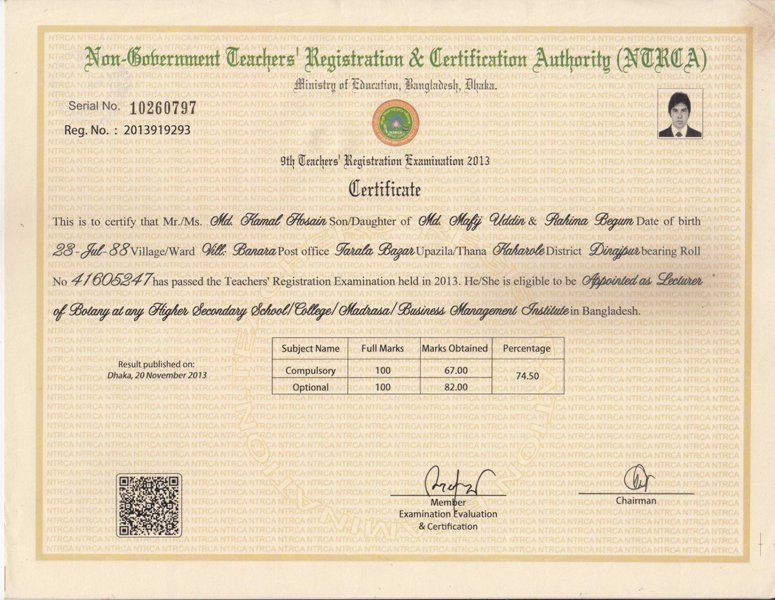 Non-Government Teachers' Registration & Certification Authority (NTRCA)
Ministry of Education, Bangladesh, Dhaka.
Serial No. 10260797
Reg. No. : 2013919293
9th Teachers' Registration Examination 2013
Certificate
This is to certify that Mr./Ms. Md. Kamal Hosain Son/Daughter of Md. Mafij Uddin & Rahima Begum Date of birth
23-Jul-88 Village/Ward Vill. Banara Post office Tarala Bazar Upazila/Thana Kaharole District Dinajpur bearing Roll
No 41605247 has passed the Teachers' Registration Examination held in 2013. He/She is eligible to be Appointed as Lecturer
of Botany at any Higher Secondary School/College/Madrasa/Business Management Institute in Bangladesh.
Subject Name Full Marks Marks Obtained Percentage
Compulsory 100 67.00
74.50
Optional 100 82.00
Result published on:
Dhaka, 20 November 2013
Member
Examination Evaluation
& Certification
Chairman